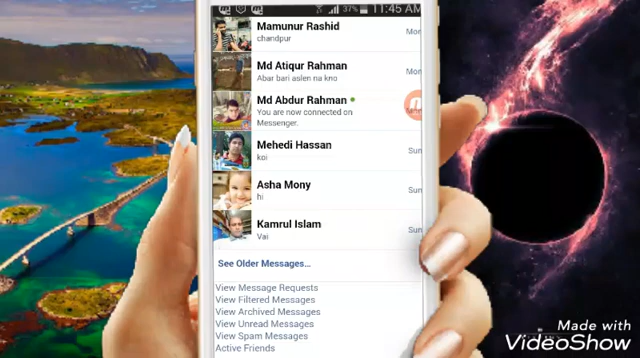 37% 11:45 AM
Mamunur Rashid
chandpur
Mon
Md Atiqur Rahman
Abar bari aslen na kno
Mon
Md Abdur Rahman
You are now connected on
Messenger.
Mehedi Hassan
koi
Sun
Asha Mony
hi
Sun
Kamrul Islam
Vai
Sun
See Older Messages...
View Message Requests
View Filtered Messages
View Archived Messages
View Unread Messages
View Spam Messages
Active Friends
Made with
VideoShow